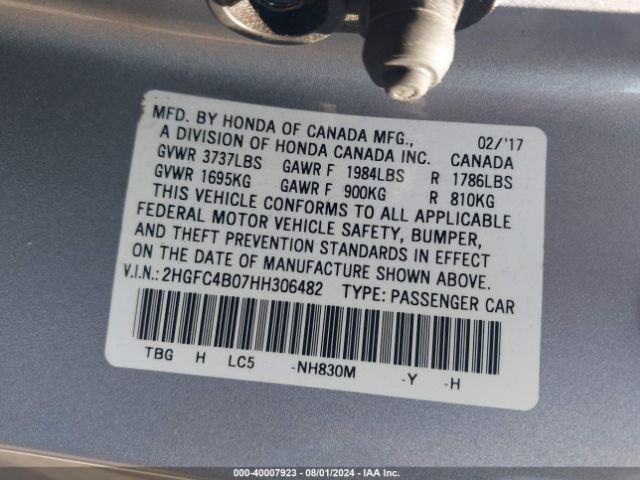 MFD. BY HONDA OF CANADA MFG., 02/'17
A DIVISION OF HONDA CANADA INC. CANADA
GVWR 3737LBS GAWR F 1984LBS R 1786LBS
GVWR 1695KG GAWR F 900KG R 810KG
THIS VEHICLE CONFORMS TO ALL APPLICABLE
FEDERAL MOTOR VEHICLE SAFETY, BUMPER,
AND THEFT PREVENTION STANDARDS IN EFFECT
ON THE DATE OF MANUFACTURE SHOWN ABOVE.
V.I.N.: 2HGFC4B07HH306482 TYPE: PASSENGER CAR
TBG H LC5 -NH830M -Y -H
000-40007923 - 08/01/2024 - IAA Inc.